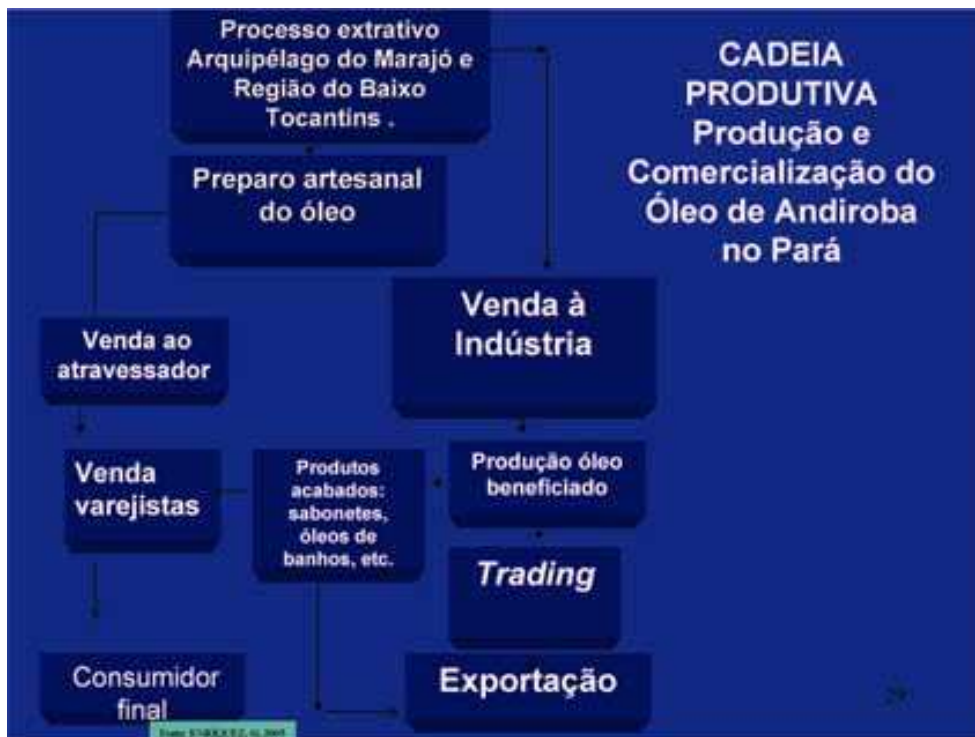 Processo extrativo
Arquipélago do Marajó e
Região do Baixo
Tocantins .
CADEIA
PRODUTIVA
Produção e
Comercialização do
Óleo de Andiroba
no Pará
Preparo artesanal
do óleo
Venda à
Indústria
Venda ao
atravessador
Venda
varejistas
Produtos
acabados:
sabonetes,
óleos de
banhos, etc.
Produção óleo
beneficiado
Trading
Exportação
Consumidor
final